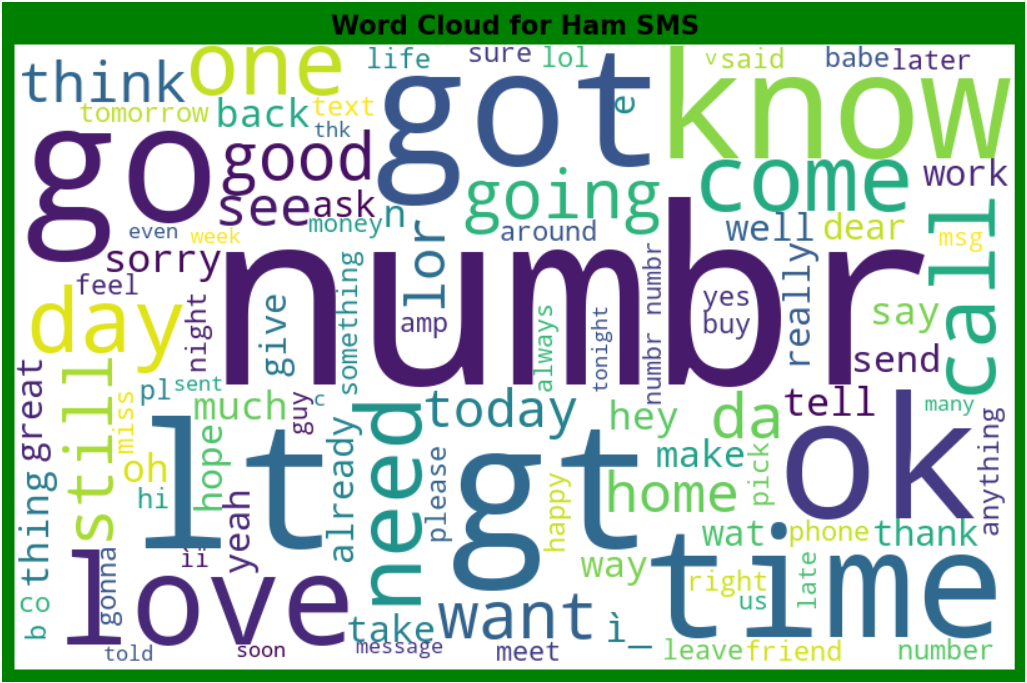 Word Cloud for Ham SMS
think
one
life
sure
lol
got
e
know
v
said
babe
later
tomorrow
back
text
thk
go
good
see
ask
money
n
going
come
work
even
week
sorry
feel
lor
around
well
dear
msg
call
numbr
day
night
give
something
amp
always
tonight
numbr numbr
yes
buy
really
say
send
great
still
miss
pl
sent
much
guy
c
already
need
today
hey
da
tell
many
ok
anything
oh
hi
hope
lt
please
gt
happy
home
make
pick
thing
yeah
ìï
way
wat
phone
thank
time
co
b
gonna
love
take
want
ì_
right
us
late
told
soon
message
meet
leave
friend
number